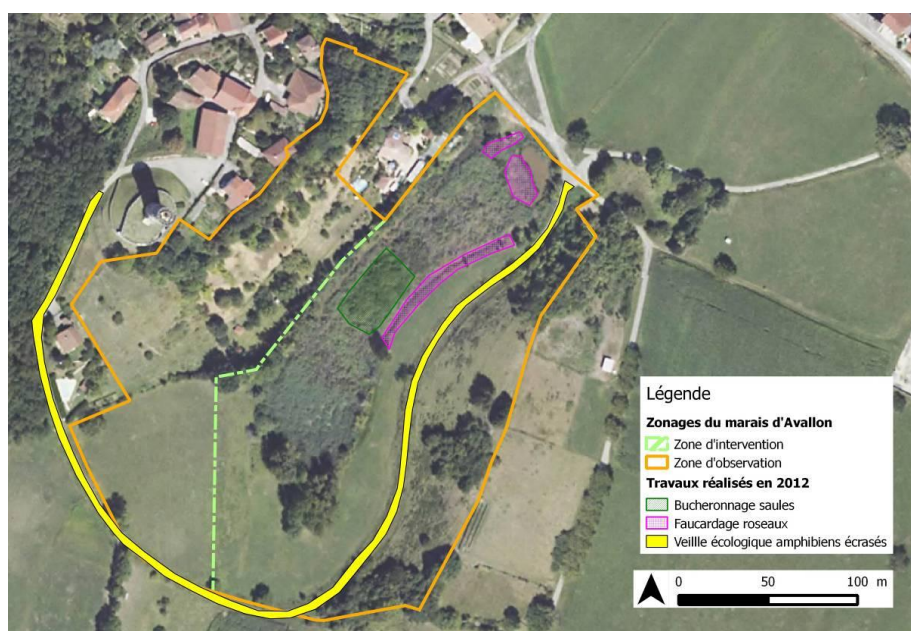 Légende
Zonages du marais d'Avallon
Zone d'intervention
Zone d'observation
Travaux réalisés en 2012
Bucheronnage saules
Faucardage roseaux
Veillle écologique amphibiens écrasés
0 50 100 m